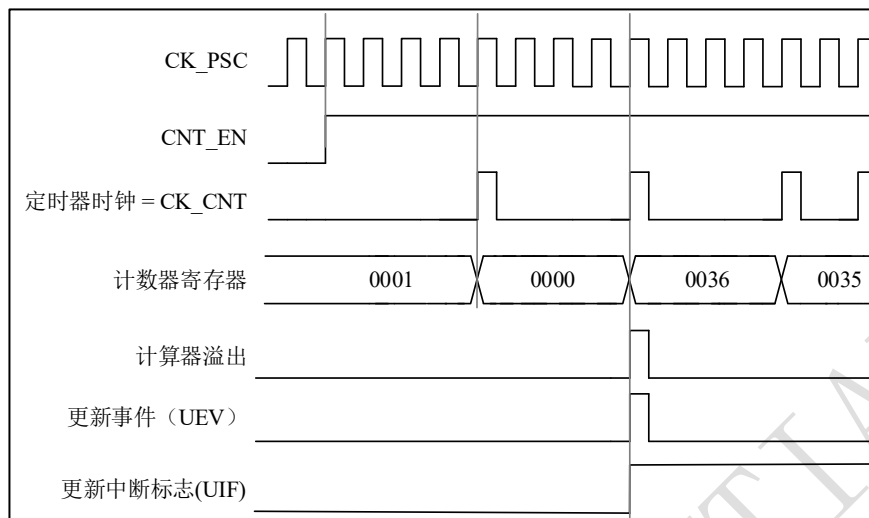 CK_PSC
CNT_EN
定时器时钟 = CK_CNT
计数器寄存器 0001 0000 0036 0035
计算器溢出
更新事件（UEV）
更新中断标志(UIF)